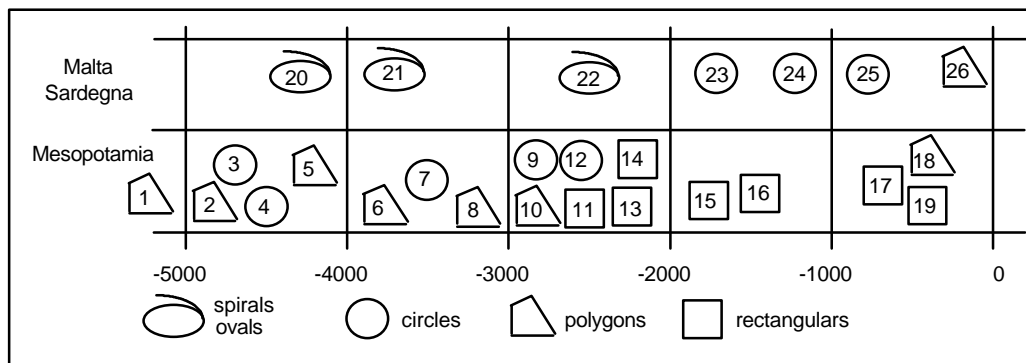 Malta
Sardegna
20 21 22 23 24 25 26
Mesopotamia
1 2 3 4 5 6 7 8 9 10 11 12 13 14 15 16 17 18 19
-5000 -4000 -3000 -2000 -1000 0
spirals
ovals
circles
polygons
rectangulars